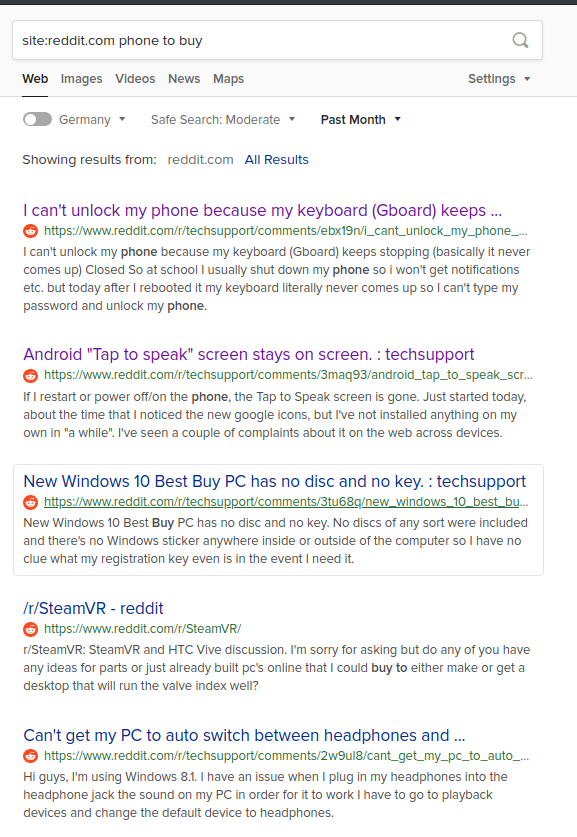 site:reddit.com phone to buy
Web Images Videos News Maps Settings
Germany Safe Search: Moderate Past Month
Showing results from: reddit.com All Results
I can't unlock my phone because my keyboard (Gboard) keeps ...
https://www.reddit.com/r/techsupport/comments/ebx19n/i_cant_unlock_my_phone_...
I can't unlock my phone because my keyboard (Gboard) keeps stopping (basically it never
comes up) Closed So at school I usually shut down my phone so i won't get notifications
etc. but today after I rebooted it my keyboard literally never comes up so I can't type my
password and unlock my phone.
Android "Tap to speak" screen stays on screen. : techsupport
https://www.reddit.com/r/techsupport/comments/3maq93/android_tap_to_speak_scr...
If I restart or power off/on the phone, the Tap to Speak screen is gone. Just started today,
about the time that I noticed the new google icons, but I've not installed anything on my
own in "a while". I've seen a couple of complaints about it on the web across devices.
New Windows 10 Best Buy PC has no disc and no key. : techsupport
https://www.reddit.com/r/techsupport/comments/3tu68q/new_windows_10_best_bu...
New Windows 10 Best Buy PC has no disc and no key. No discs of any sort were included
and there's no Windows sticker anywhere inside or outside of the computer so I have no
clue what my registration key even is in the event I need it.
/r/SteamVR - reddit
https://www.reddit.com/r/SteamVR/
r/SteamVR: SteamVR and HTC Vive discussion. I'm sorry for asking but do any of you have
any ideas for parts or just already built pc's online that I could buy to either make or get a
desktop that will run the valve index well?
Can't get my PC to auto switch between headphones and ...
https://www.reddit.com/r/techsupport/comments/2w9ul8/cant_get_my_pc_to_auto_...
Hi guys, I'm using Windows 8.1. I have an issue when I plug in my headphones into the
headphone jack the sound on my PC in order for it to work I have to go to playback
devices and change the default device to headphones.